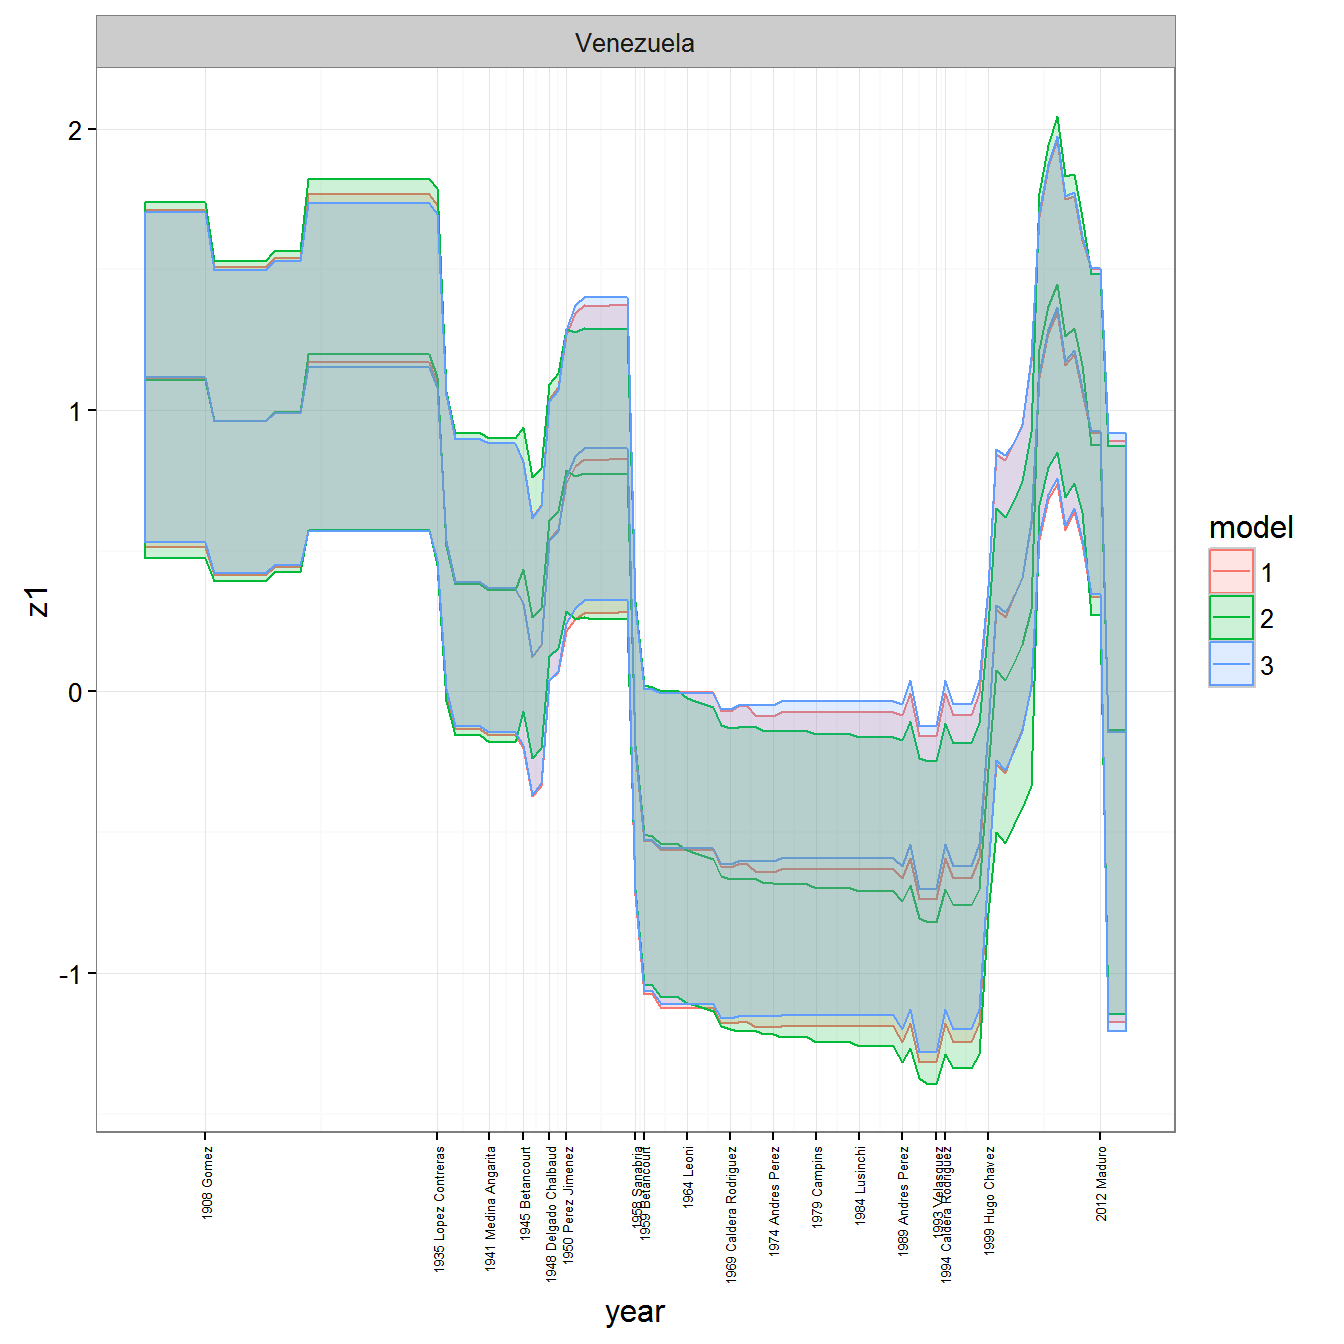 Venezuela
2
1
0
-1
z1
model
1
2
3
1908 Gomez
1935 Lopez Contreras
1941 Medina Angarita
1945 Betancourt
1948 Delgado Chalbaud
1950 Perez Jimenez
1958 Sanabria
1959 Betancourt
1964 Leoni
1969 Caldera Rodriguez
1974 Andres Perez
1979 Campins
1984 Lusinchi
1989 Andres Perez
1993 Velasquez
1994 Caldera Rodriguez
1999 Hugo Chavez
2012 Maduro
year